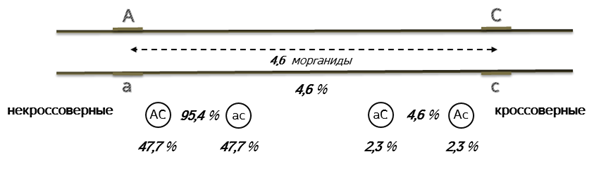 A C
4,6 морганиды
a 4,6 % c
некроссоверные AC 95,4 % ac aC 4,6 % Ac кроссоверные
47,7 % 47,7 % 2,3 % 2,3 %